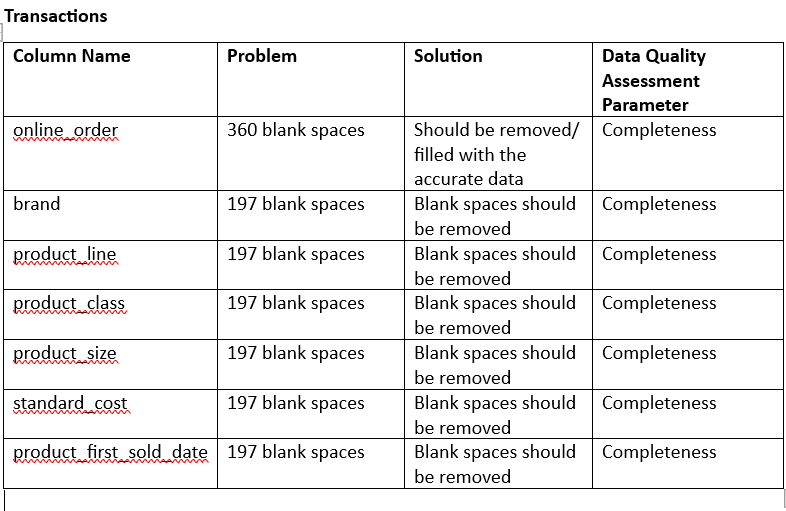 Transactions
Column Name Problem Solution Data Quality
Assessment
Parameter
online_order 360 blank spaces Should be removed/ Completeness
filled with the
accurate data
brand 197 blank spaces Blank spaces should Completeness
be removed
product_line 197 blank spaces Blank spaces should Completeness
be removed
product_class 197 blank spaces Blank spaces should Completeness
be removed
product_size 197 blank spaces Blank spaces should Completeness
be removed
standard_cost 197 blank spaces Blank spaces should Completeness
be removed
product_first_sold_date 197 blank spaces Blank spaces should Completeness
be removed